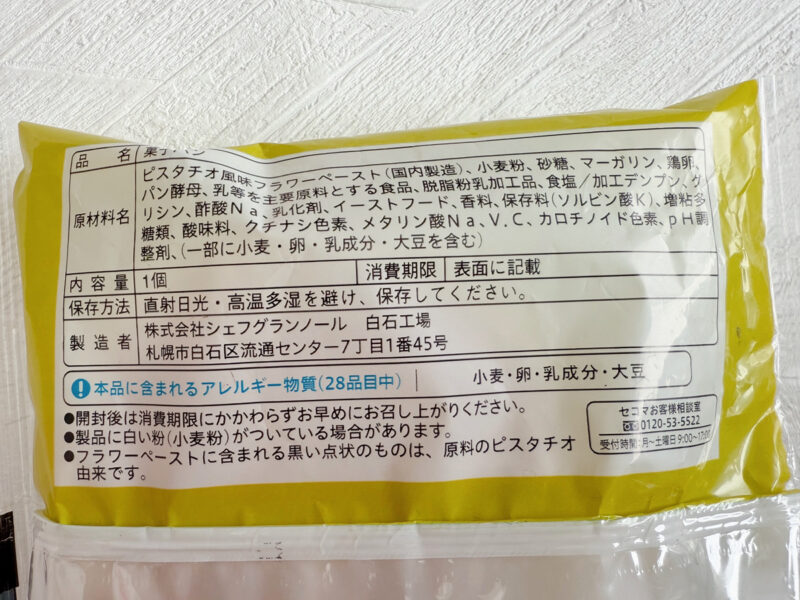 品名 菓子パン
原材料名 ピスタチオ風味フラワーペースト(国内製造)、小麦粉、砂糖、マーガリン、鶏卵、
パン酵母、乳等を主要原料とする食品、脱脂粉乳加工品、食塩/加工デンプン、グ
リシン、酢酸Na、乳化剤、イーストフード、香料、保存料(ソルビン酸K)、増粘多
糖類、酸味料、クチナシ色素、メタリン酸Na、V.C、カロチノイド色素、pH調
整剤、(一部に小麦・卵・乳成分・大豆を含む)
内容量 1個 消費期限 表面に記載
保存方法 直射日光・高温多湿を避け、保存してください。
製造者 株式会社シェフグランノール 白石工場
札幌市白石区流通センター7丁目1番45号
!本品に含まれるアレルギー物質(28品目中) 小麦・卵・乳成分・大豆
●開封後は消費期限にかかわらずお早めにお召し上がりください。
●製品に白い粉(小麦粉)がついている場合があります。
●フラワーペーストに含まれる黒い点状のものは、原料のピスタチオ
由来です。
セコマお客様相談室
0120-53-5522
受付時間:月~土曜日9:00~17:00